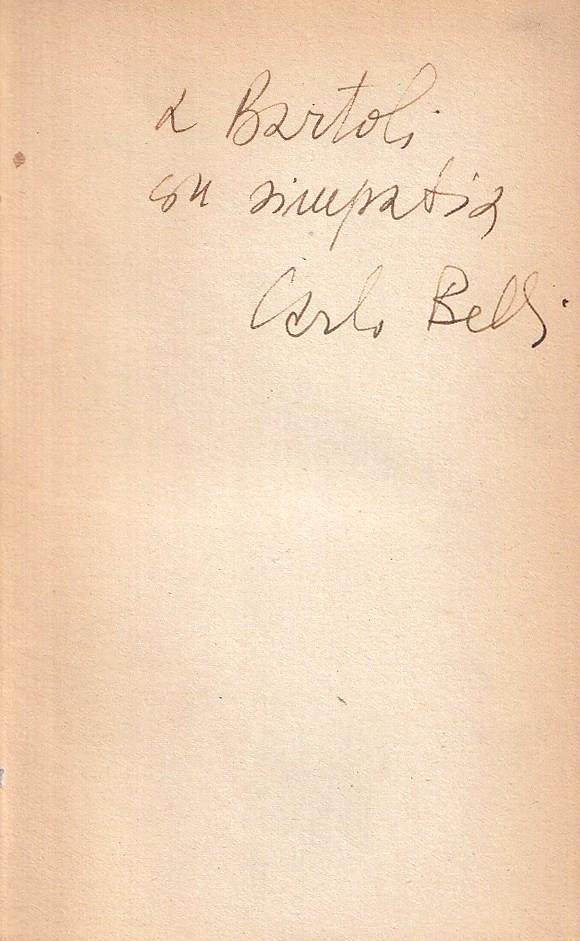 a Bartoli
con simpatia
Carlo Belli